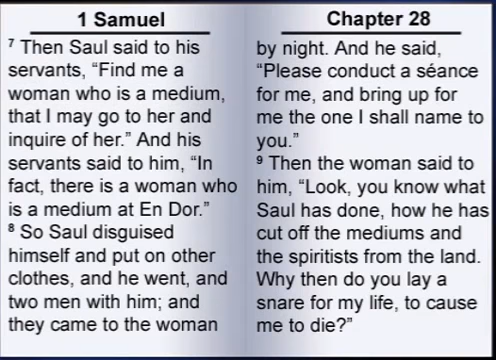 1 Samuel
⁷ Then Saul said to his
servants, “Find me a
woman who is a medium,
that I may go to her and
inquire of her.” And his
servants said to him, “In
fact, there is a woman who
is a medium at En Dor.”
⁸ So Saul disguised
himself and put on other
clothes, and he went, and
two men with him; and
they came to the woman
Chapter 28
by night. And he said,
“Please conduct a séance
for me, and bring up for
me the one I shall name to
you.”
⁹ Then the woman said to
him, “Look, you know what
Saul has done, how he has
cut off the mediums and
the spiritists from the land.
Why then do you lay a
snare for my life, to cause
me to die?”